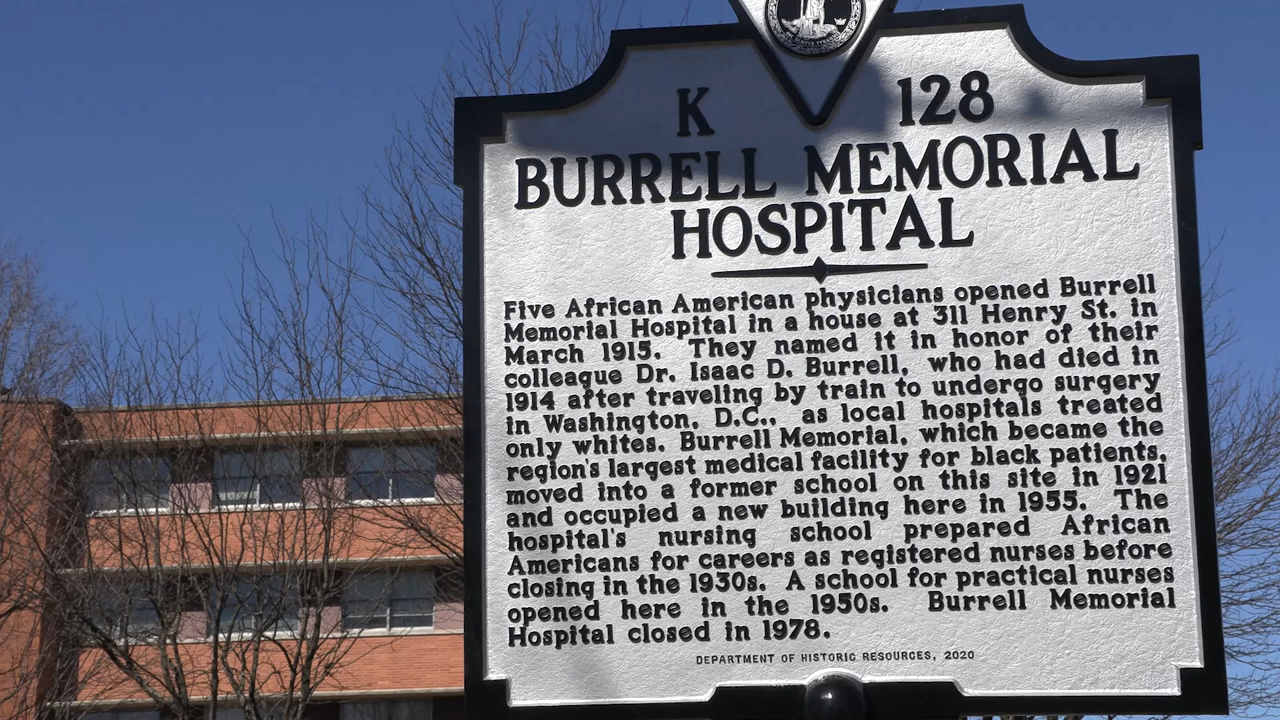 K 128
BURRELL MEMORIAL
HOSPITAL
Five African American physicians opened Burrell
Memorial Hospital in a house at 311 Henry St. in
March 1915. They named it in honor of their
colleague Dr. Isaac D. Burrell, who had died in
1914 after traveling by train to undergo surgery
in Washington, D.C., as local hospitals treated
only whites. Burrell Memorial, which became the
region's largest medical facility for black patients,
moved into a former school on this site in 1921
and occupied a new building here in 1955. The
hospital's nursing school prepared African
Americans for careers as registered nurses before
closing in the 1930s. A school for practical nurses
opened here in the 1950s. Burrell Memorial
Hospital closed in 1978.
DEPARTMENT OF HISTORIC RESOURCES, 2020